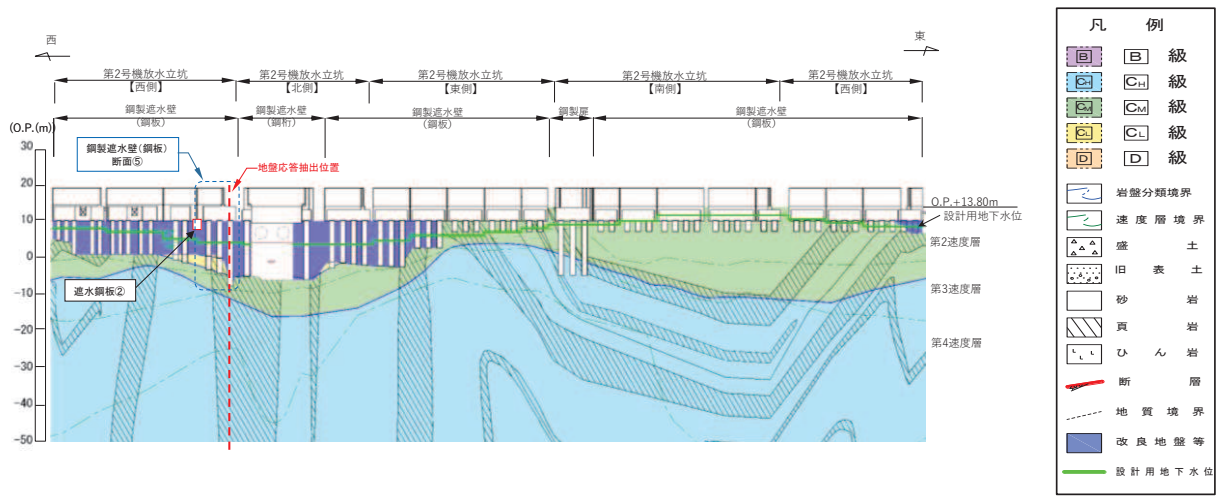 西
東
第2号機放水立坑
【西側】
第2号機放水立坑
【北側】
第2号機放水立坑
【東側】
第2号機放水立坑
【南側】
第2号機放水立坑
【西側】
鋼製遮水壁
(鋼板)
鋼製遮水壁
(鋼桁)
鋼製遮水壁
(鋼板)
鋼製扉
鋼製遮水壁
(鋼板)
(O.P.(m))
30
20
10
0
-10
-20
-30
-40
-50
鋼製遮水壁(鋼板)
断面⑤
地盤応答抽出位置
遮水鋼板②
O.P.+13.80m
設計用地下水位
第2速度層
第3速度層
第4速度層
凡 例
B B 級
CH CH 級
CM CM 級
CL CL 級
D D 級
岩盤分類境界
速度層境界
盛土
旧表土
砂岩
頁岩
ひん岩
断層
地質境界
改良地盤等
設計用地下水位